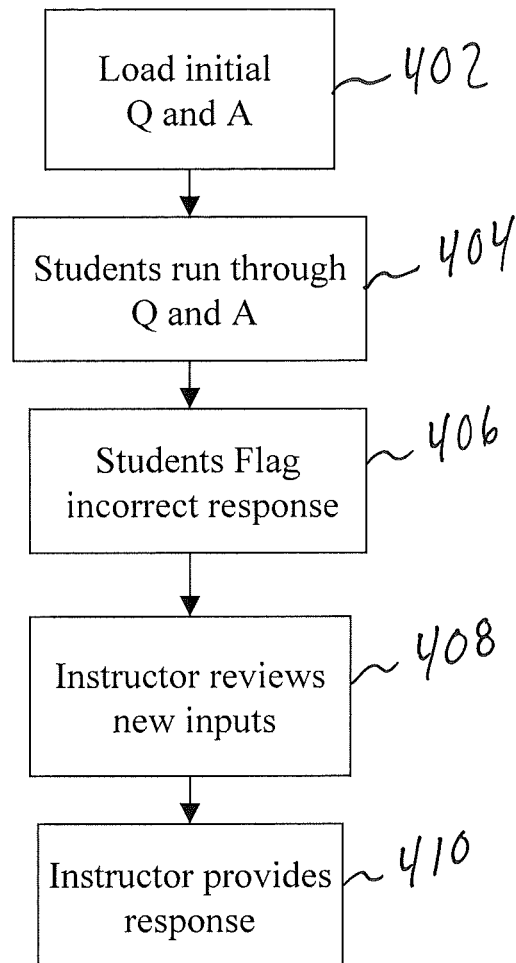 Load initial
Q and A
402
Students run through
Q and A
404
Students Flag
incorrect response
406
Instructor reviews
new inputs
408
Instructor provides
response
410